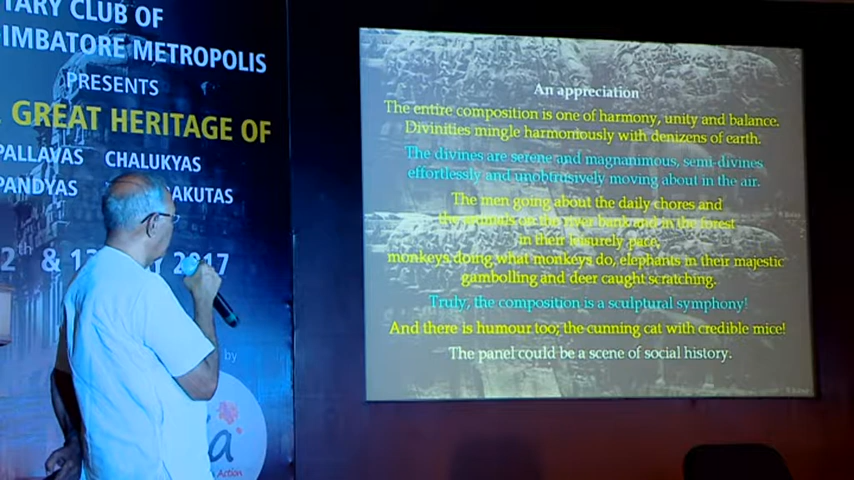 TARY CLUB OF
IMBATORE METROPOLIS
PRESENTS
GREAT HERITAGE OF
PALLAVAS CHALUKYAS
PANDYAS AKUTAS
2th & 13 2017
by
a
Action
An appreciation
The entire composition is one of harmony, unity and balance.
Divinities mingle harmoniously with denizens of earth.
The divines are serene and magnanimous, semi-divines
effortlessly and unobtrusively moving about in the air.
The men going about the daily chores and
the animals on the river bank and in the forest
in their leisurely pace,
monkeys doing what monkeys do, elephants in their majestic
gambolling and deer caught scratching.
Truly, the composition is a sculptural symphony!
And there is humour too; the cunning cat with credible mice!
The panel could be a scene of social history.